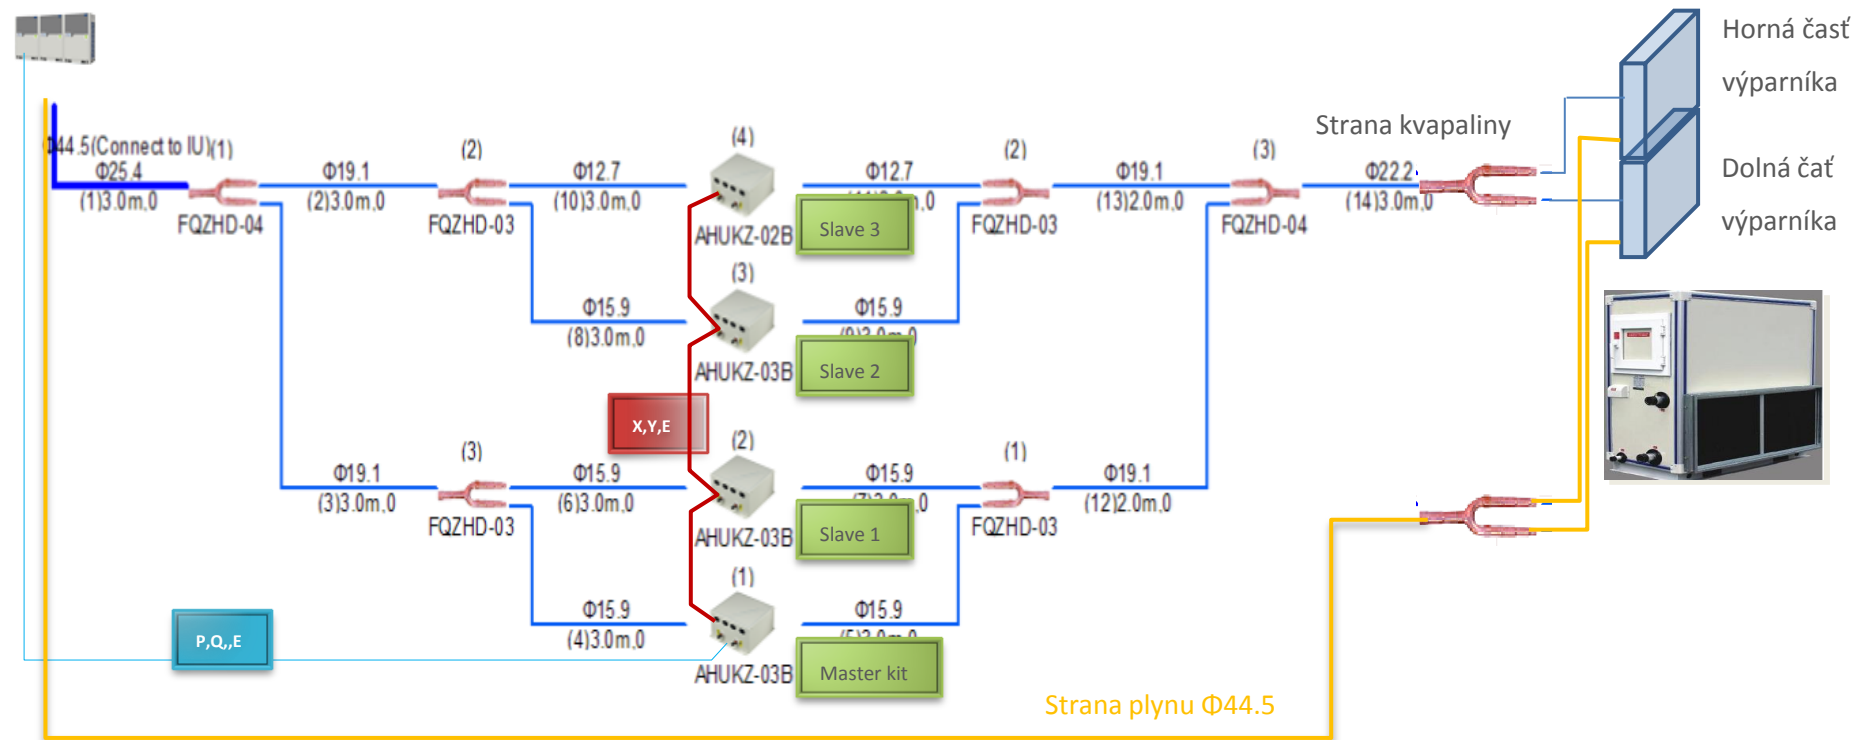 Horná časť
výparníka
Strana kvapaliny
Dolná čať
výparníka
44.5(Connect to IU)(1)
Φ25.4
(1)3.0m,0
FQZHD-04
Φ19.1
(2)3.0m,0
(2)
FQZHD-03
Φ12.7
(10)3.0m,0
(4)
AHUKZ-02B
Φ12.7
Slave 3
(2)
FQZHD-03
Φ19.1
(13)2.0m,0
(3)
FQZHD-04
Φ22.2
(14)3.0m,0
Φ15.9
(8)3.0m,0
(3)
AHUKZ-03B
Φ15.9
Slave 2
X,Y,E
Φ19.1
(3)3.0m,0
(3)
FQZHD-03
Φ15.9
(6)3.0m,0
(2)
AHUKZ-03B
Φ15.9
Slave 1
(1)
FQZHD-03
Φ19.1
(12)2.0m,0
Φ15.9
(4)3.0m,0
(1)
AHUKZ-03B
Φ15.9
Master kit
P,Q,,E
Strana plynu Φ44.5